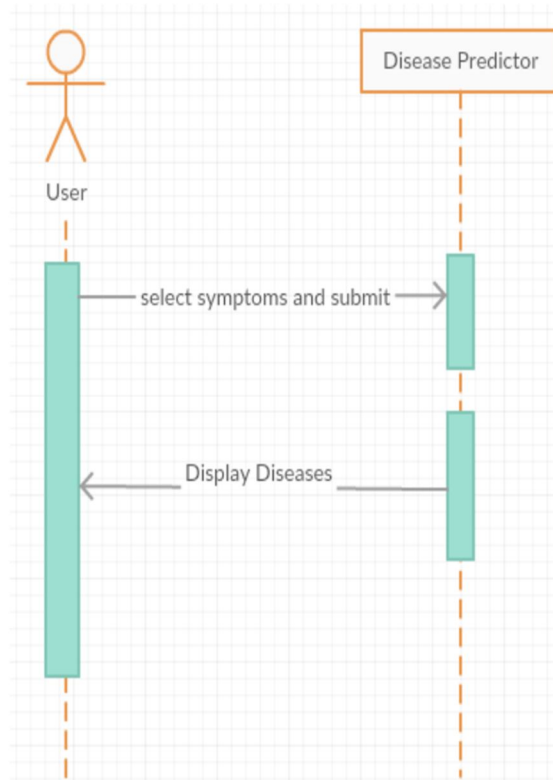 Disease Predictor
User
select symptoms and submit
Display Diseases